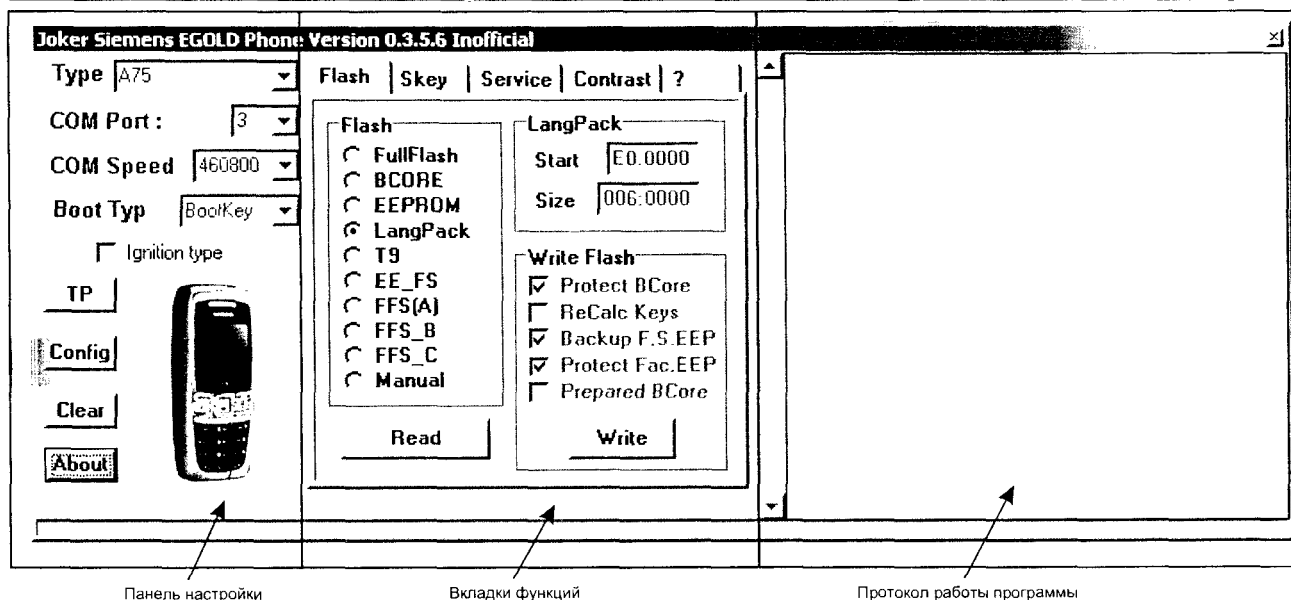 Joker Siemens EGOLD Phone Version 0.3.5.6 Inofficial
Type A75
COM Port : 3
COM Speed 460800
Boot Typ BootKey
Ignition type
TP
Config
Clear
About
Flash Skey Service Contrast ?
Flash
FullFlash
BCORE
EEPROM
LangPack
T9
EE_FS
FFS(A)
FFS_B
FFS_C
Manual
Read
LangPack
Start E0.0000
Size 006:0000
Write Flash
Protect BCore
ReCalc Keys
Backup F.S.EEP
Protect Fac.EEP
Prepared BCore
Write
Панель настройки
Вкладки функций
Протокол работы программы